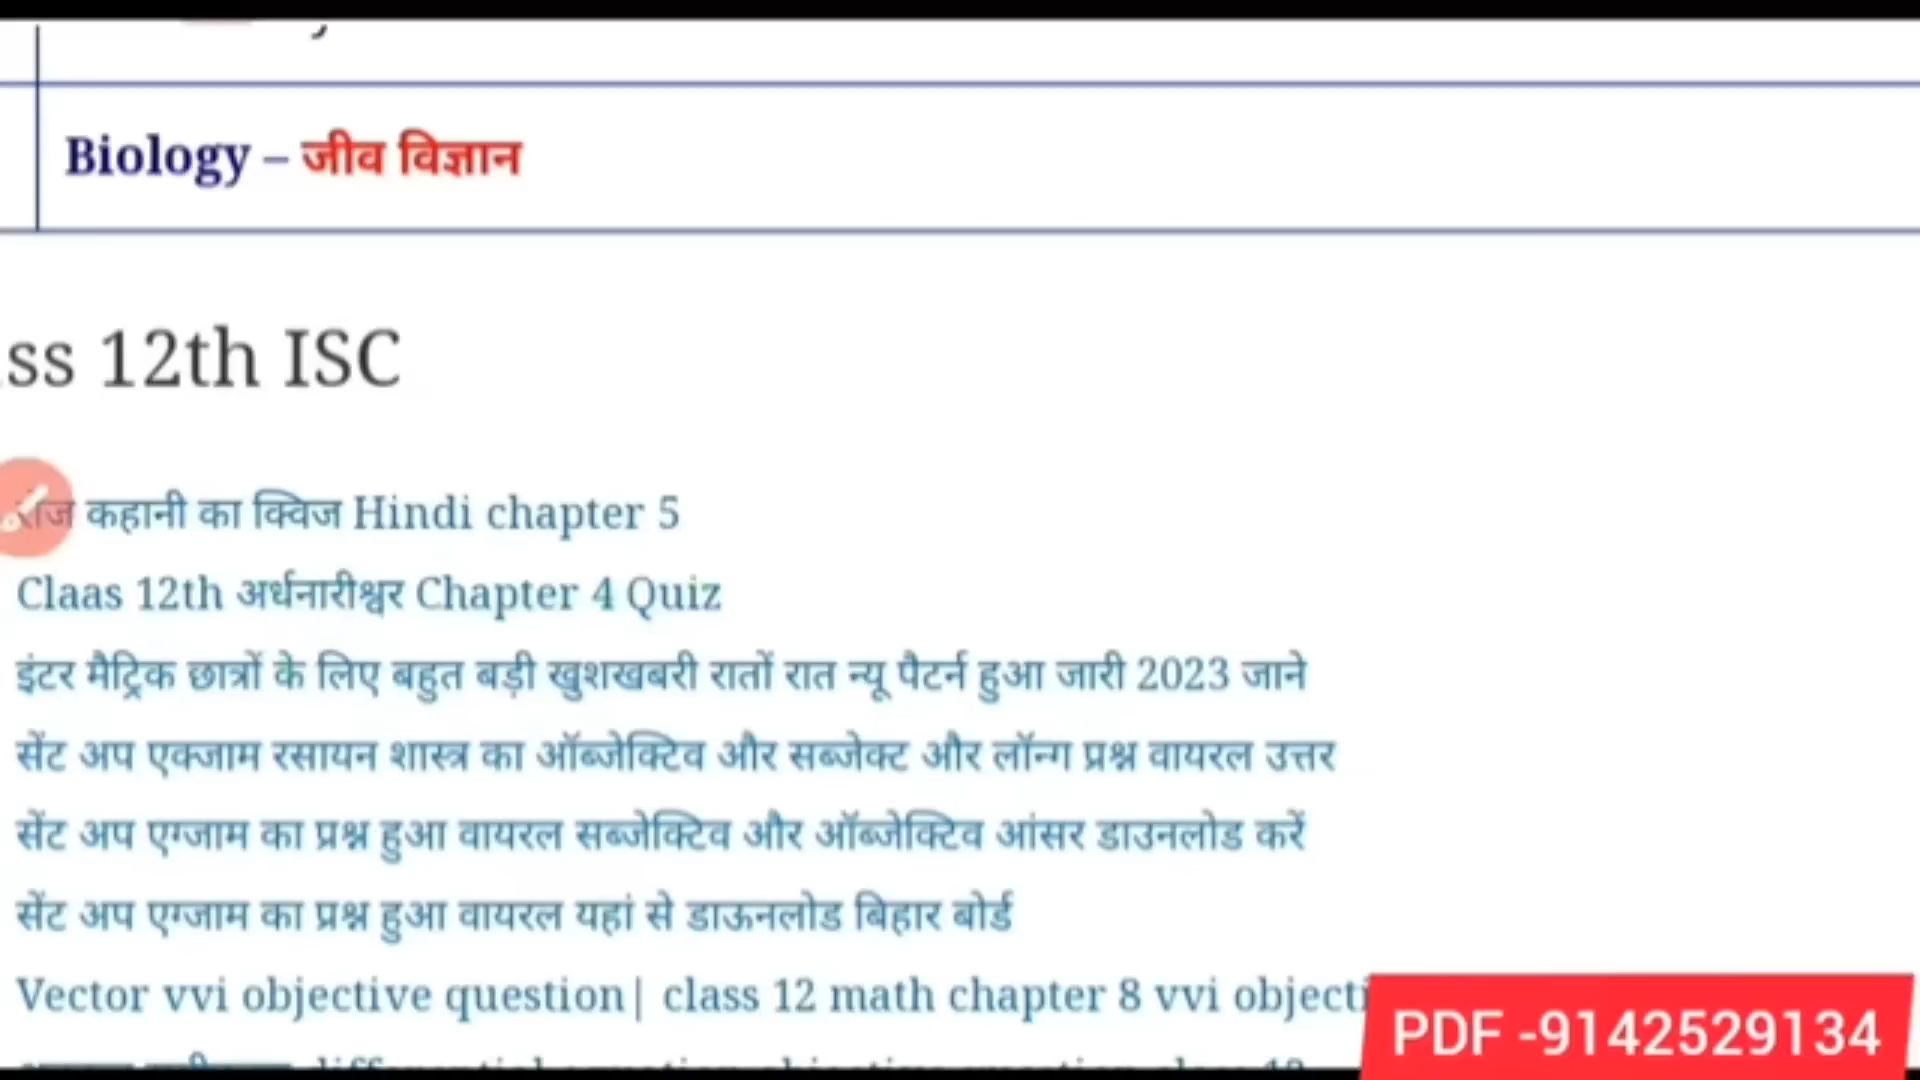 Biology – जीव विज्ञान
ss 12th ISC
कहानी का क्विज Hindi chapter 5
Claas 12th अर्धनारीश्वर Chapter 4 Quiz
इंटर मैट्रिक छात्रों के लिए बहुत बड़ी खुशखबरी रातों रात न्यू पैटर्न हुआ जारी 2023 जाने
सेंट अप एक्जाम रसायन शास्त्र का ऑब्जेक्टिव और सब्जेक्ट और लॉन्ग प्रश्न वायरल उत्तर
सेंट अप एग्जाम का प्रश्न हुआ वायरल सब्जेक्टिव और ऑब्जेक्टिव आंसर डाउनलोड करें
सेंट अप एग्जाम का प्रश्न हुआ वायरल यहां से डाऊनलोड बिहार बोर्ड
Vector vvi objective question| class 12 math chapter 8 vvi objecti
PDF -9142529134